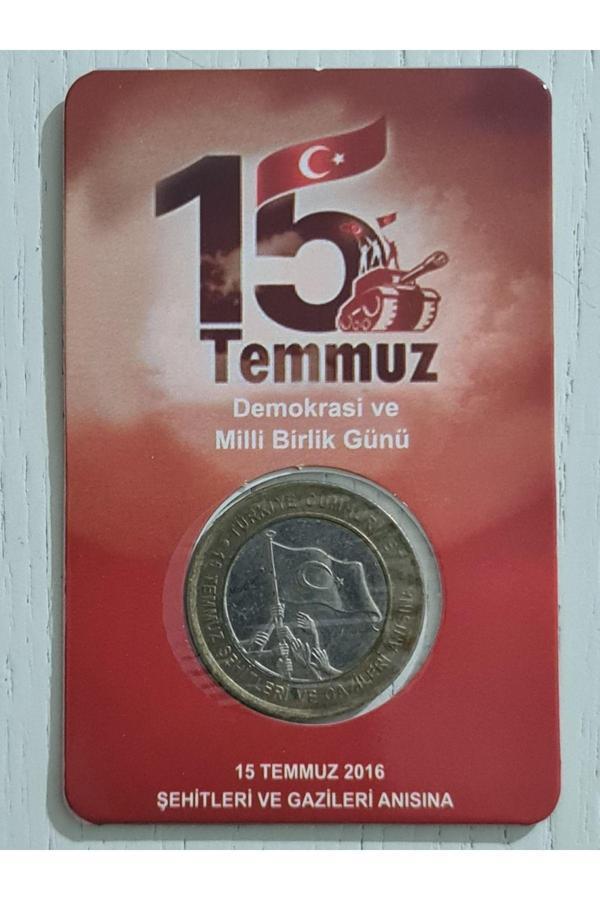 15
Temmuz
Demokrasi ve
Milli Birlik Günü
TÜRKİYE CUMHURİYETİ
15 TEMMUZ ŞEHİTLERİ VE GAZİLERİ ANISINA
15 TEMMUZ 2016
ŞEHİTLERİ VE GAZİLERİ ANISINA